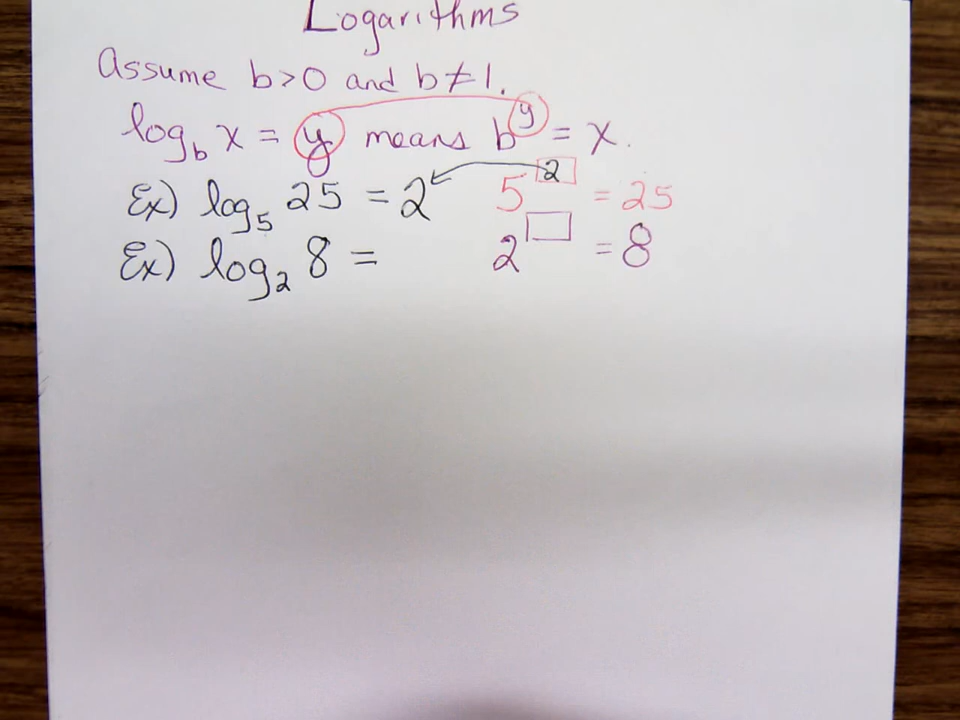 Logarithms
Assume b>0 and b≠1.
log_b x = y means b^y = x.
Ex) log_5 25 = 2 5^2 = 25
Ex) log_2 8 = 2^□ = 8